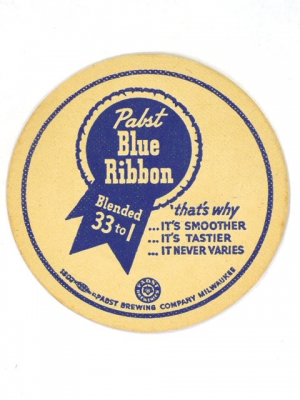 Pabst
Blue
Ribbon
Blended
33 to 1
that's why
...IT'S SMOOTHER
...IT'S TASTIER
...IT NEVER VARIES
PABST BREWING COMPANY MILWAUKEE